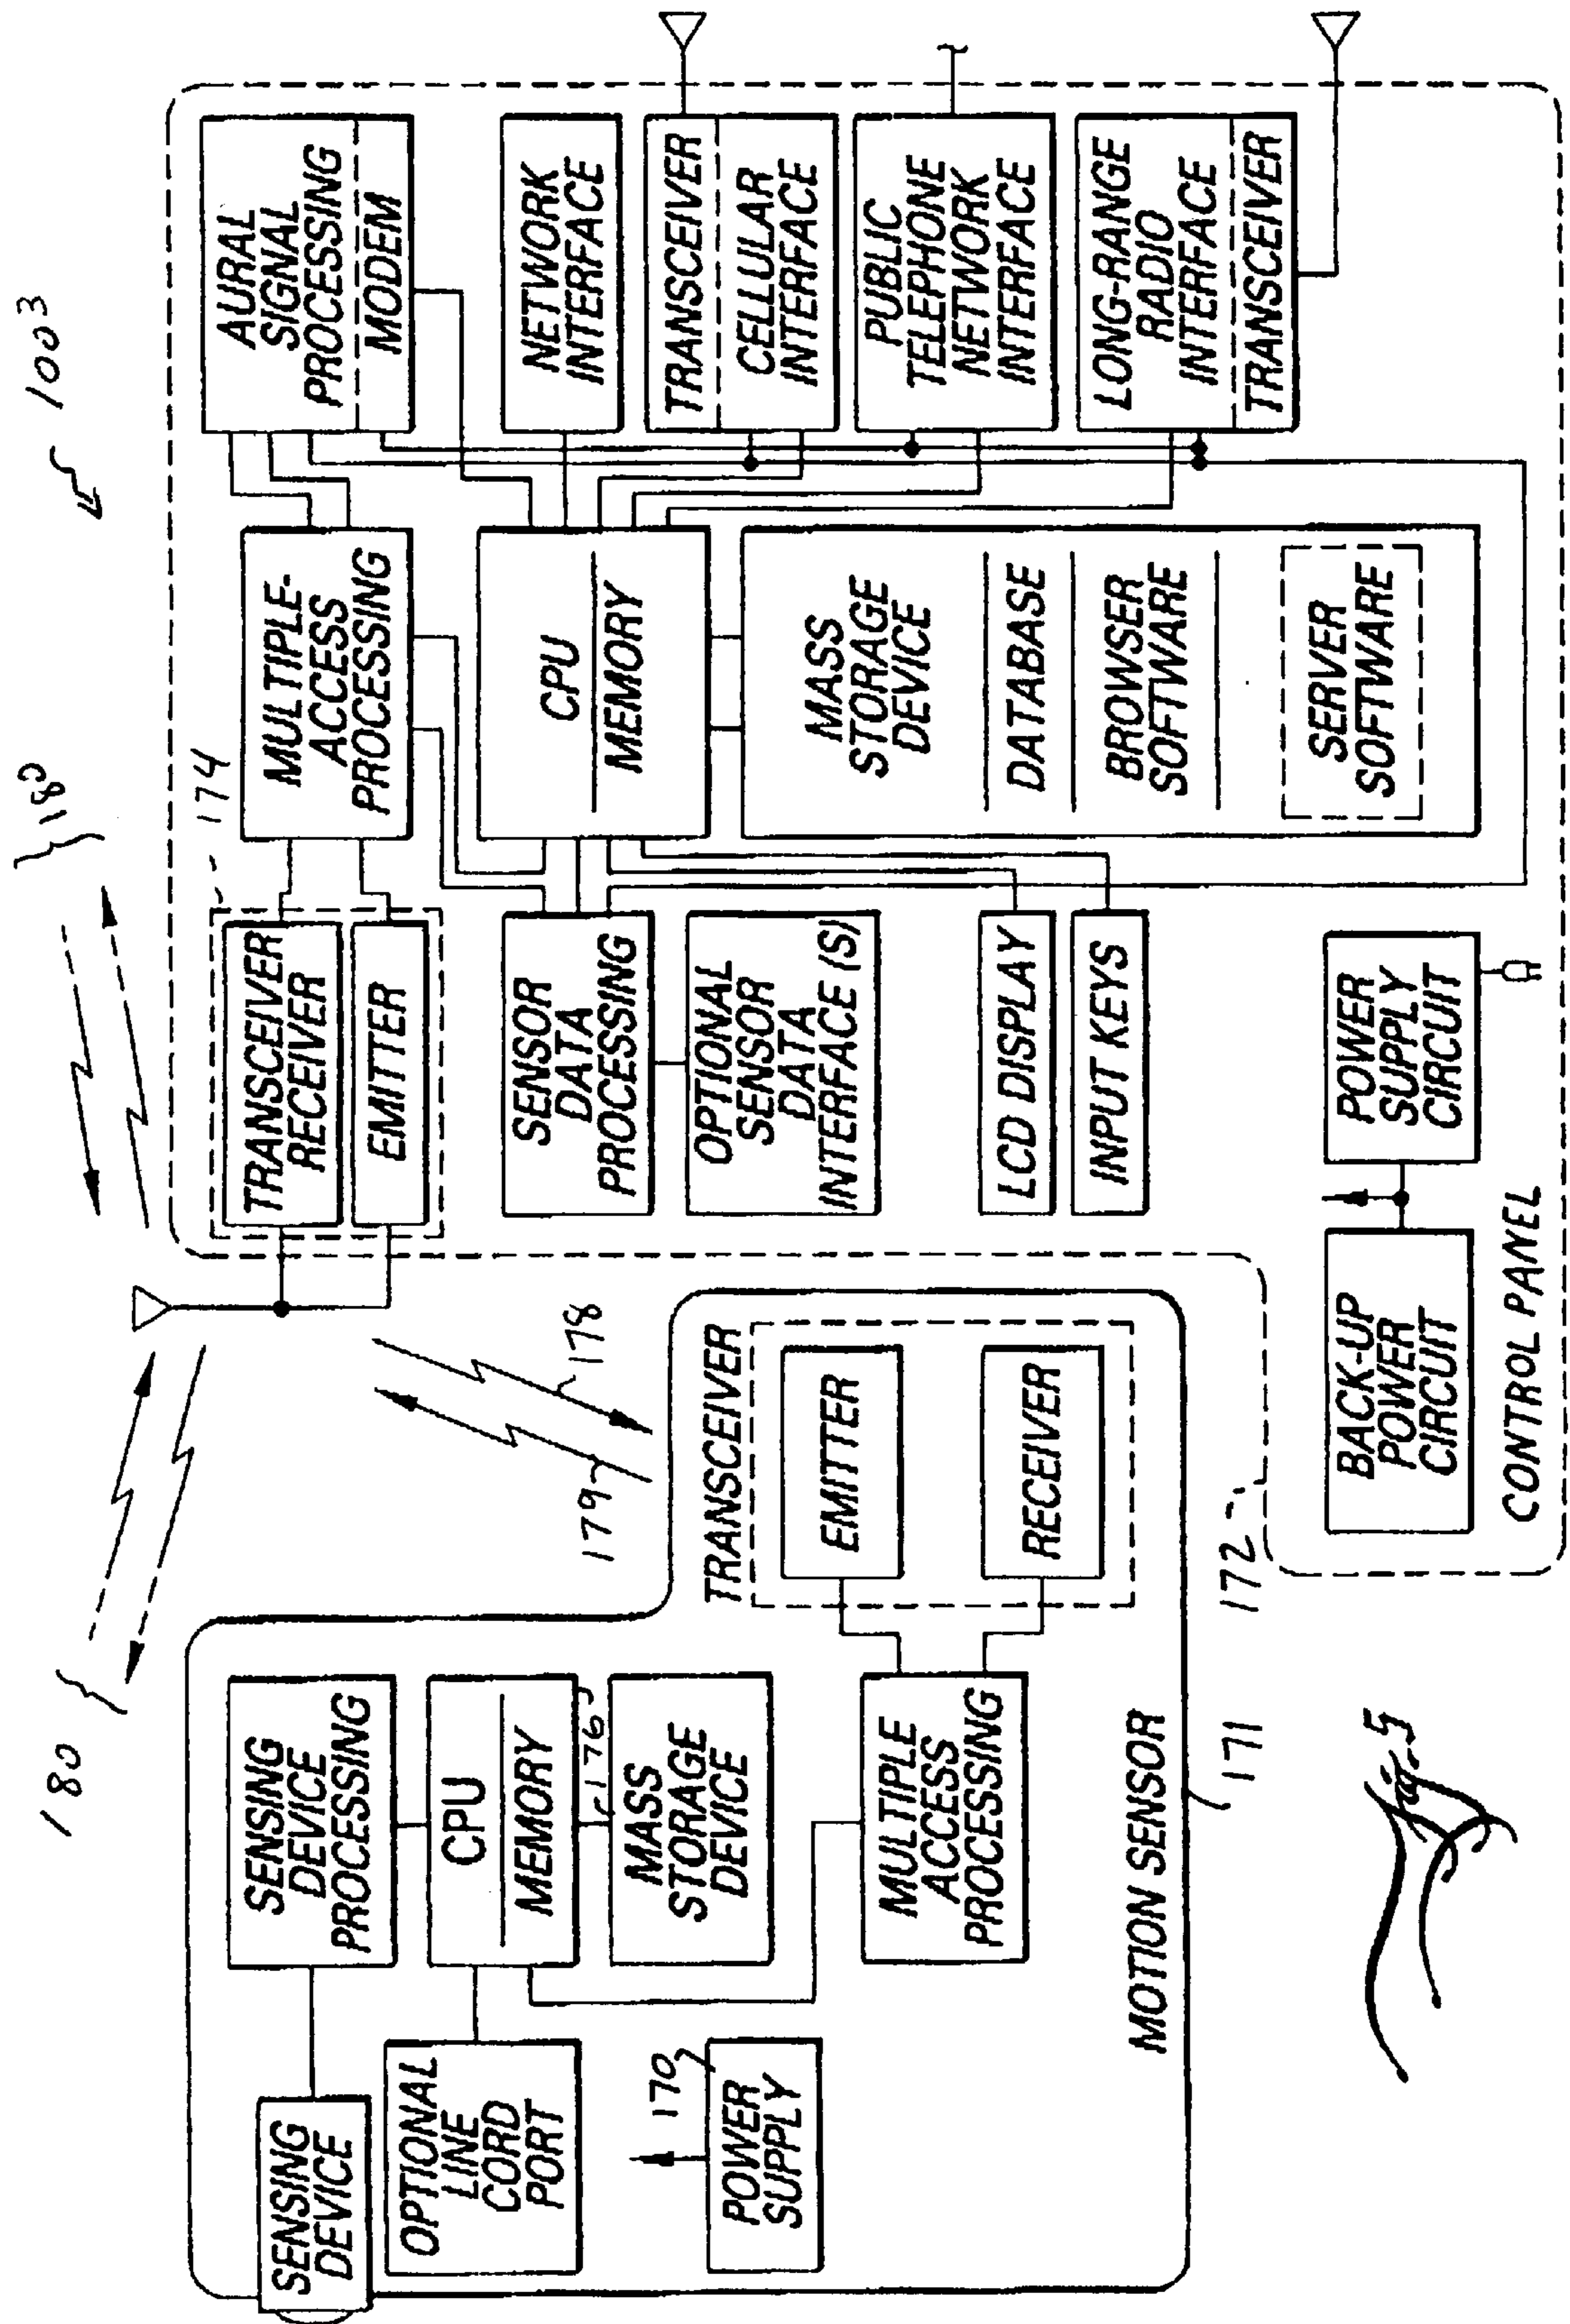 1003
180
180
174
AURAL
SIGNAL
PROCESSING
MODEM
MULTIPLE-
ACCESS
PROCESSING
TRANSCEIVER
RECEIVER
EMITTER
NETWORK
INTERFACE
TRANSCEIVER
CELLULAR
INTERFACE
PUBLIC
TELEPHONE
NETWORK
INTERFACE
LONG-RANGE
RADIO
INTERFACE
TRANSCEIVER
CPU
MEMORY
MASS
STORAGE
DEVICE
DATABASE
BROWSER
SOFTWARE
SERVER
SOFTWARE
SENSOR
DATA
PROCESSING
OPTIONAL
SENSOR
DATA
INTERFACE (S)
LCD DISPLAY
INPUT KEYS
POWER
SUPPLY
CIRCUIT
BACK-UP
POWER
CIRCUIT
CONTROL PANEL
172
178
179
SENSING
DEVICE
SENSING
DEVICE
PROCESSING
CPU
MEMORY
176
MASS
STORAGE
DEVICE
OPTIONAL
LINE
CORD
PORT
170
POWER
SUPPLY
MULTIPLE
ACCESS
PROCESSING
TRANSCEIVER
EMITTER
RECEIVER
MOTION SENSOR
171
Fig-5